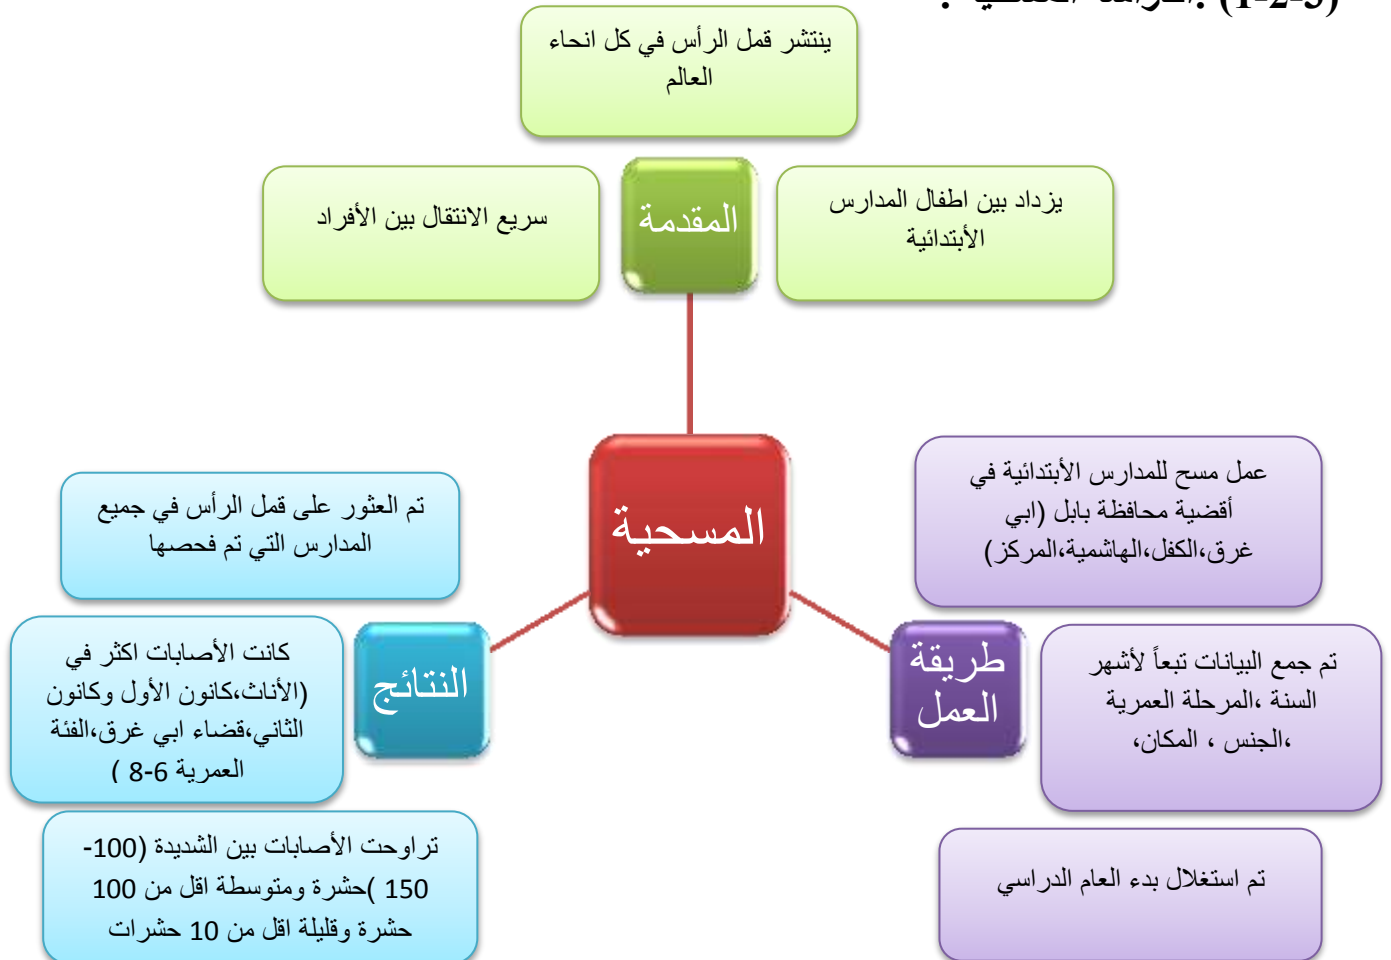 (1-2-3)
ينتشر قمل الرأس في كل انحاء
العالم
المقدمة
يزداد بين اطفال المدارس
الأبتدائية
سريع الانتقال بين الأفراد
المسحية
عمل مسح للمدارس الأبتدائية في
أقضية محافظة بابل (ابي
غرق،الكفل،الهاشمية،المركز)
طريقة
العمل
تم جمع البيانات تبعاً لأشهر
السنة ،المرحلة العمرية
،الجنس ، المكان،
تم استغلال بدء العام الدراسي
تم العثور على قمل الرأس في جميع
المدارس التي تم فحصها
النتائج
كانت الأصابات اكثر في
(الأناث،كانون الأول وكانون
الثاني،قضاء ابي غرق،الفئة
العمرية 6-8 )
تراوحت الأصابات بين الشديدة (100-
150 )حشرة ومتوسطة اقل من 100
حشرة وقليلة اقل من 10 حشرات